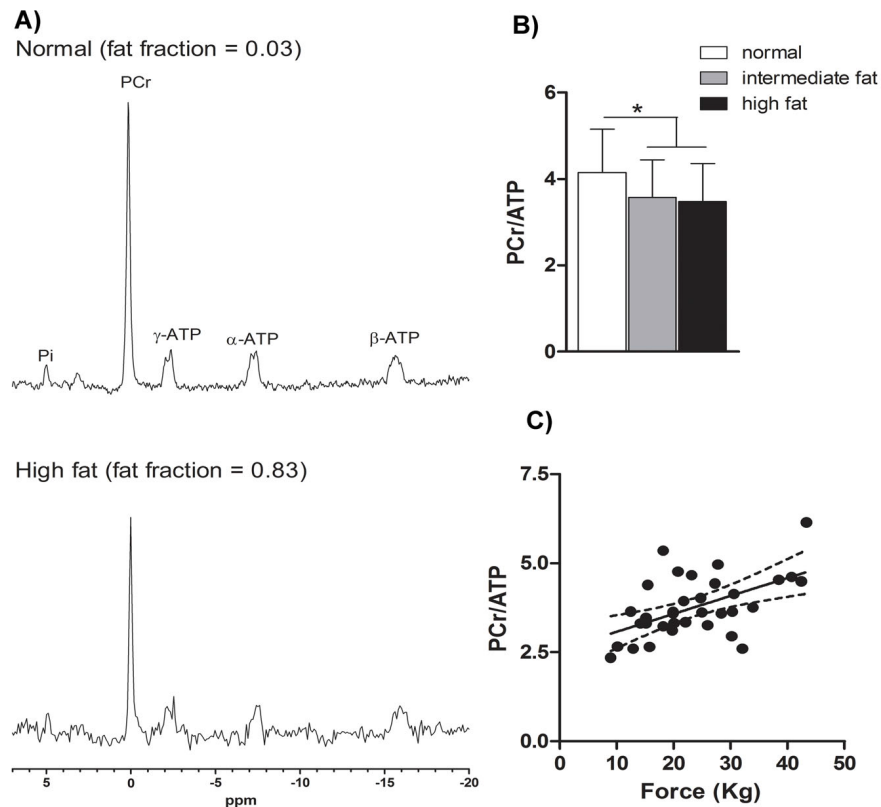 A)
Normal (fat fraction = 0.03)
PCr
Pi
γ-ATP
α-ATP
β-ATP
High fat (fat fraction = 0.83)
5 0 -5 -10 -15 -20
ppm
B)
normal
intermediate fat
high fat
6
4
2
0
*
PCr/ATP
C)
7.5
5.0
2.5
0.0
PCr/ATP
0 10 20 30 40 50
Force (Kg)